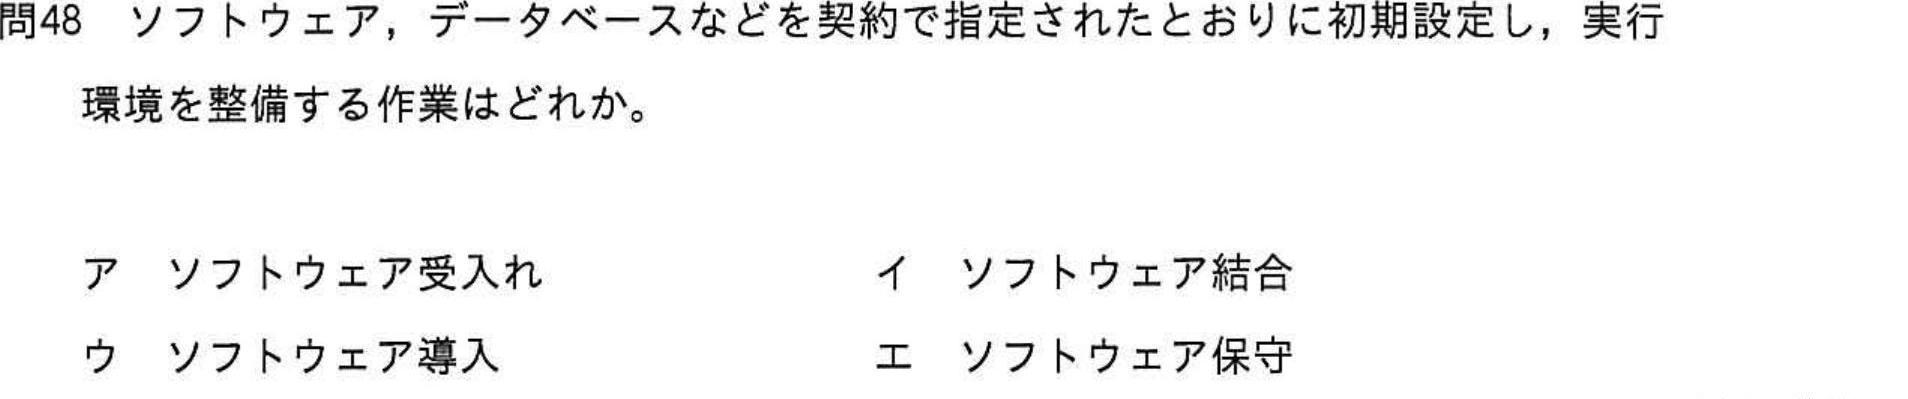 問48　ソフトウェア，データベースなどを契約で指定されたとおりに初期設定し，実行
環境を整備する作業はどれか。
ア　ソフトウェア受入れ　イ　ソフトウェア結合
ウ　ソフトウェア導入　エ　ソフトウェア保守